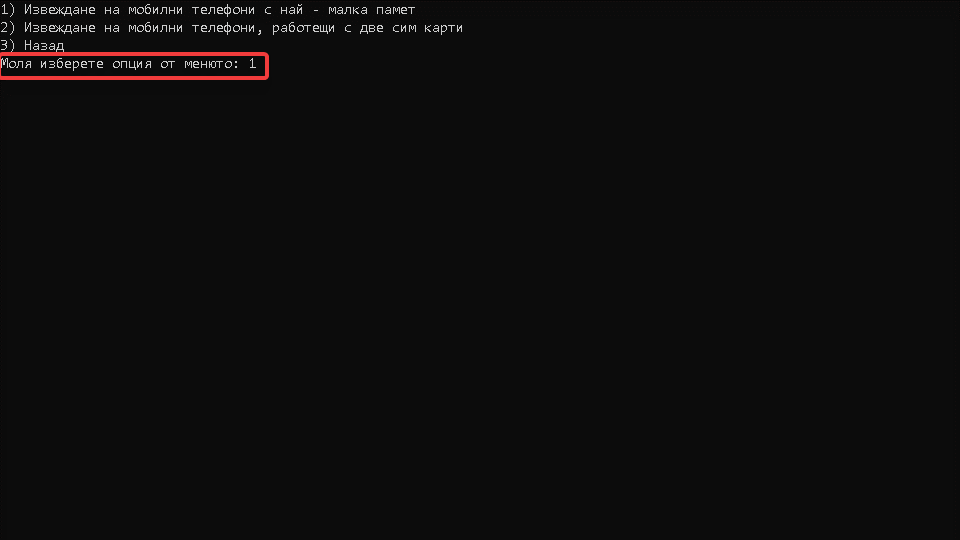 1) Извеждане на мобилни телефони с най - малка памет
2) Извеждане на мобилни телефони, работещи с две сим карти
3) Назад
Моля изберете опция от менюто: 1